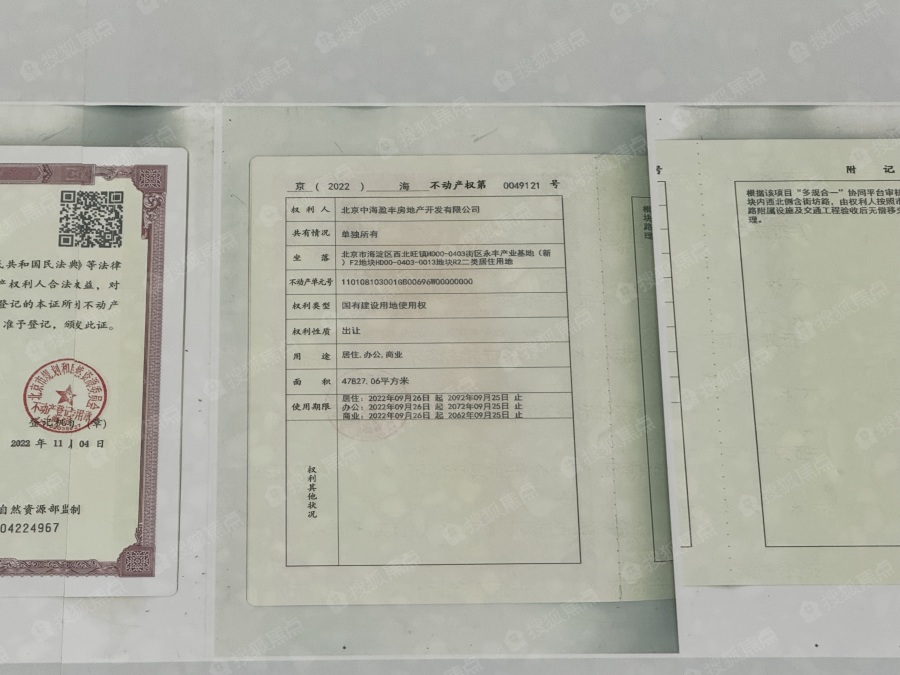 共和国民法典》等法律
权利人合法权益，对
登记的本证所列不动产
准予登记，颁发此证。
登记机构（章）
2022 年 11 月 04 日
自然资源部监制
04224967
京（2022）海 不动产权第 0049121 号
权利人 北京中海盈丰房地产开发有限公司
共有情况 单独所有
坐落 北京市海淀区西北旺镇HD00-0403街区永丰产业基地（新
）F2地块HD00-0403-0013地块R2二类居住用地
不动产单元号 110108103001GB00696W00000000
权利类型 国有建设用地使用权
权利性质 出让
用途 居住,办公,商业
面积 47827.06平方米
使用期限 居住：2022年09月26日 起 2092年09月25日 止
办公：2022年09月26日 起 2072年09月25日 止
商业：2022年09月26日 起 2062年09月25日 止
权利其他状况
附 记
根据该项目“多规合一”协同平台审核
块内西北侧含街坊路，由权利人按照市
路附属设施及交通工程验收后无偿移交
理。
搜狐焦点